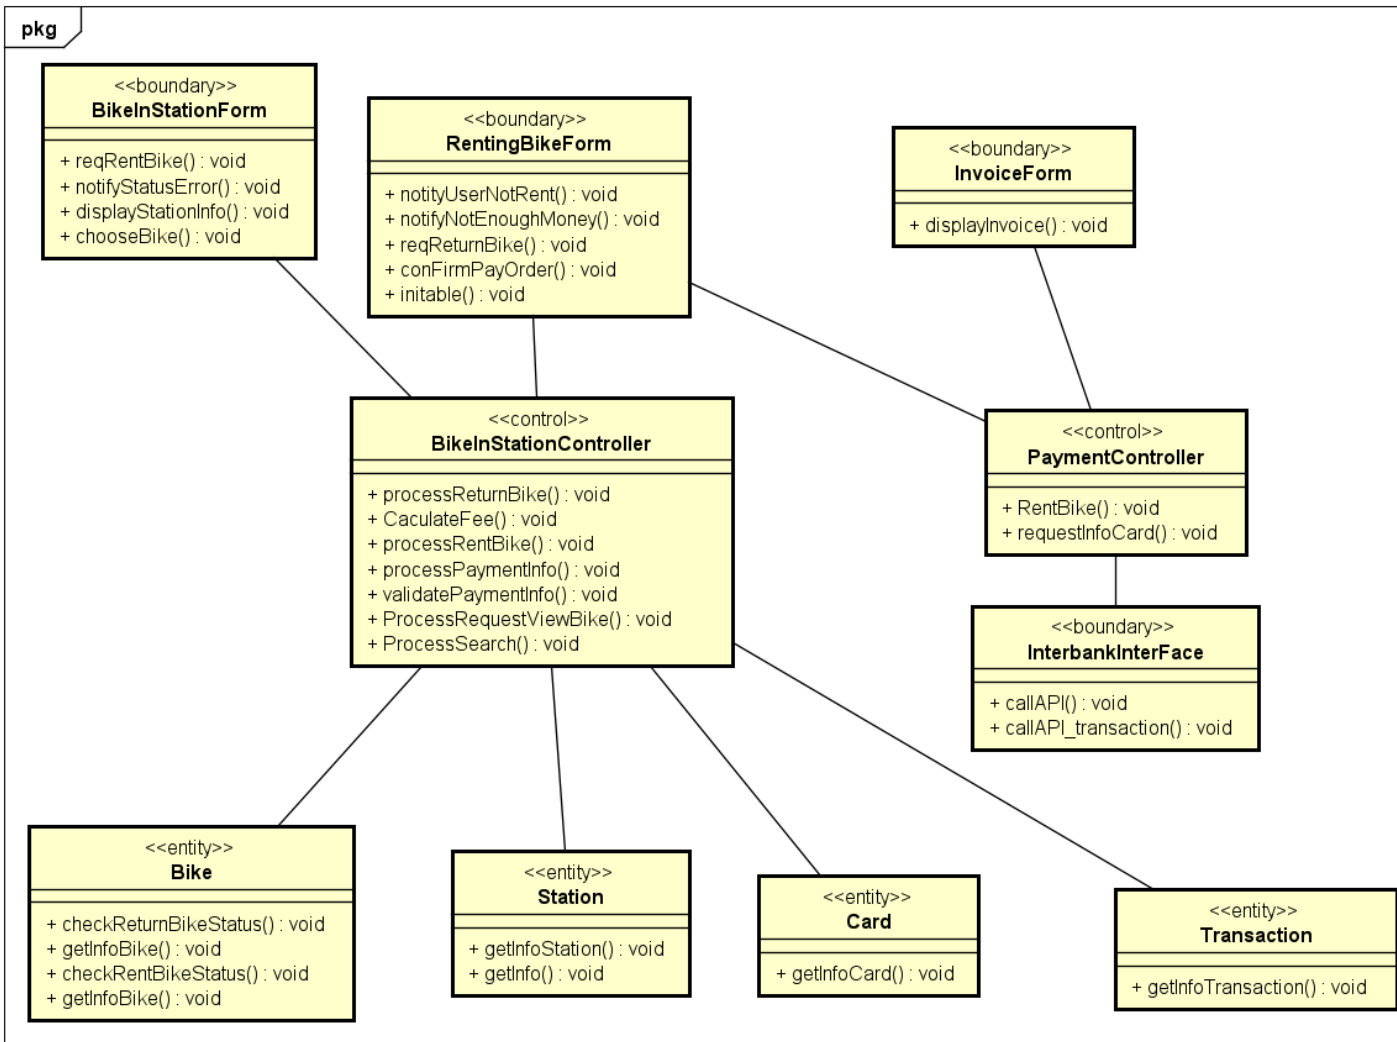 pkg
<<boundary>>
BikeInStationForm
+ reqRentBike() : void
+ notifyStatusError() : void
+ displayStationInfo() : void
+ chooseBike() : void
<<boundary>>
RentingBikeForm
+ notityUserNotRent() : void
+ notifyNotEnoughMoney() : void
+ reqReturnBike() : void
+ conFirmPayOrder() : void
+ initable() : void
<<boundary>>
InvoiceForm
+ displayInvoice() : void
<<control>>
BikeInStationController
+ processReturnBike() : void
+ CaculateFee() : void
+ processRentBike() : void
+ processPaymentInfo() : void
+ validatePaymentInfo() : void
+ ProcessRequestViewBike() : void
+ ProcessSearch() : void
<<control>>
PaymentController
+ RentBike() : void
+ requestInfoCard() : void
<<boundary>>
InterbankInterFace
+ callAPI() : void
+ callAPI_transaction() : void
<<entity>>
Bike
+ checkReturnBikeStatus() : void
+ getInfoBike() : void
+ checkRentBikeStatus() : void
+ getInfoBike() : void
<<entity>>
Station
+ getInfoStation() : void
+ getInfo() : void
<<entity>>
Card
+ getInfoCard() : void
<<entity>>
Transaction
+ getInfoTransaction() : void